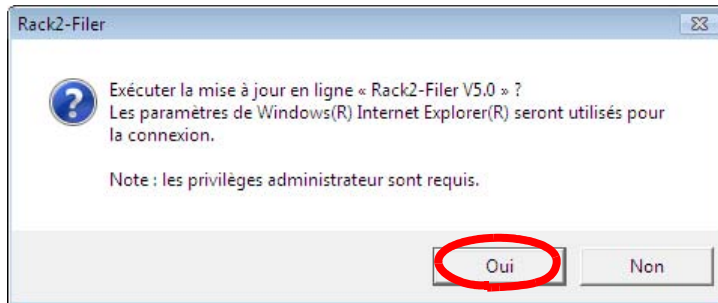 Rack2-Filer
Exécuter la mise à jour en ligne « Rack2-Filer V5.0 » ?
Les paramètres de Windows(R) Internet Explorer(R) seront utilisés pour
la connexion.
Note : les privilèges administrateur sont requis.
Oui
Non